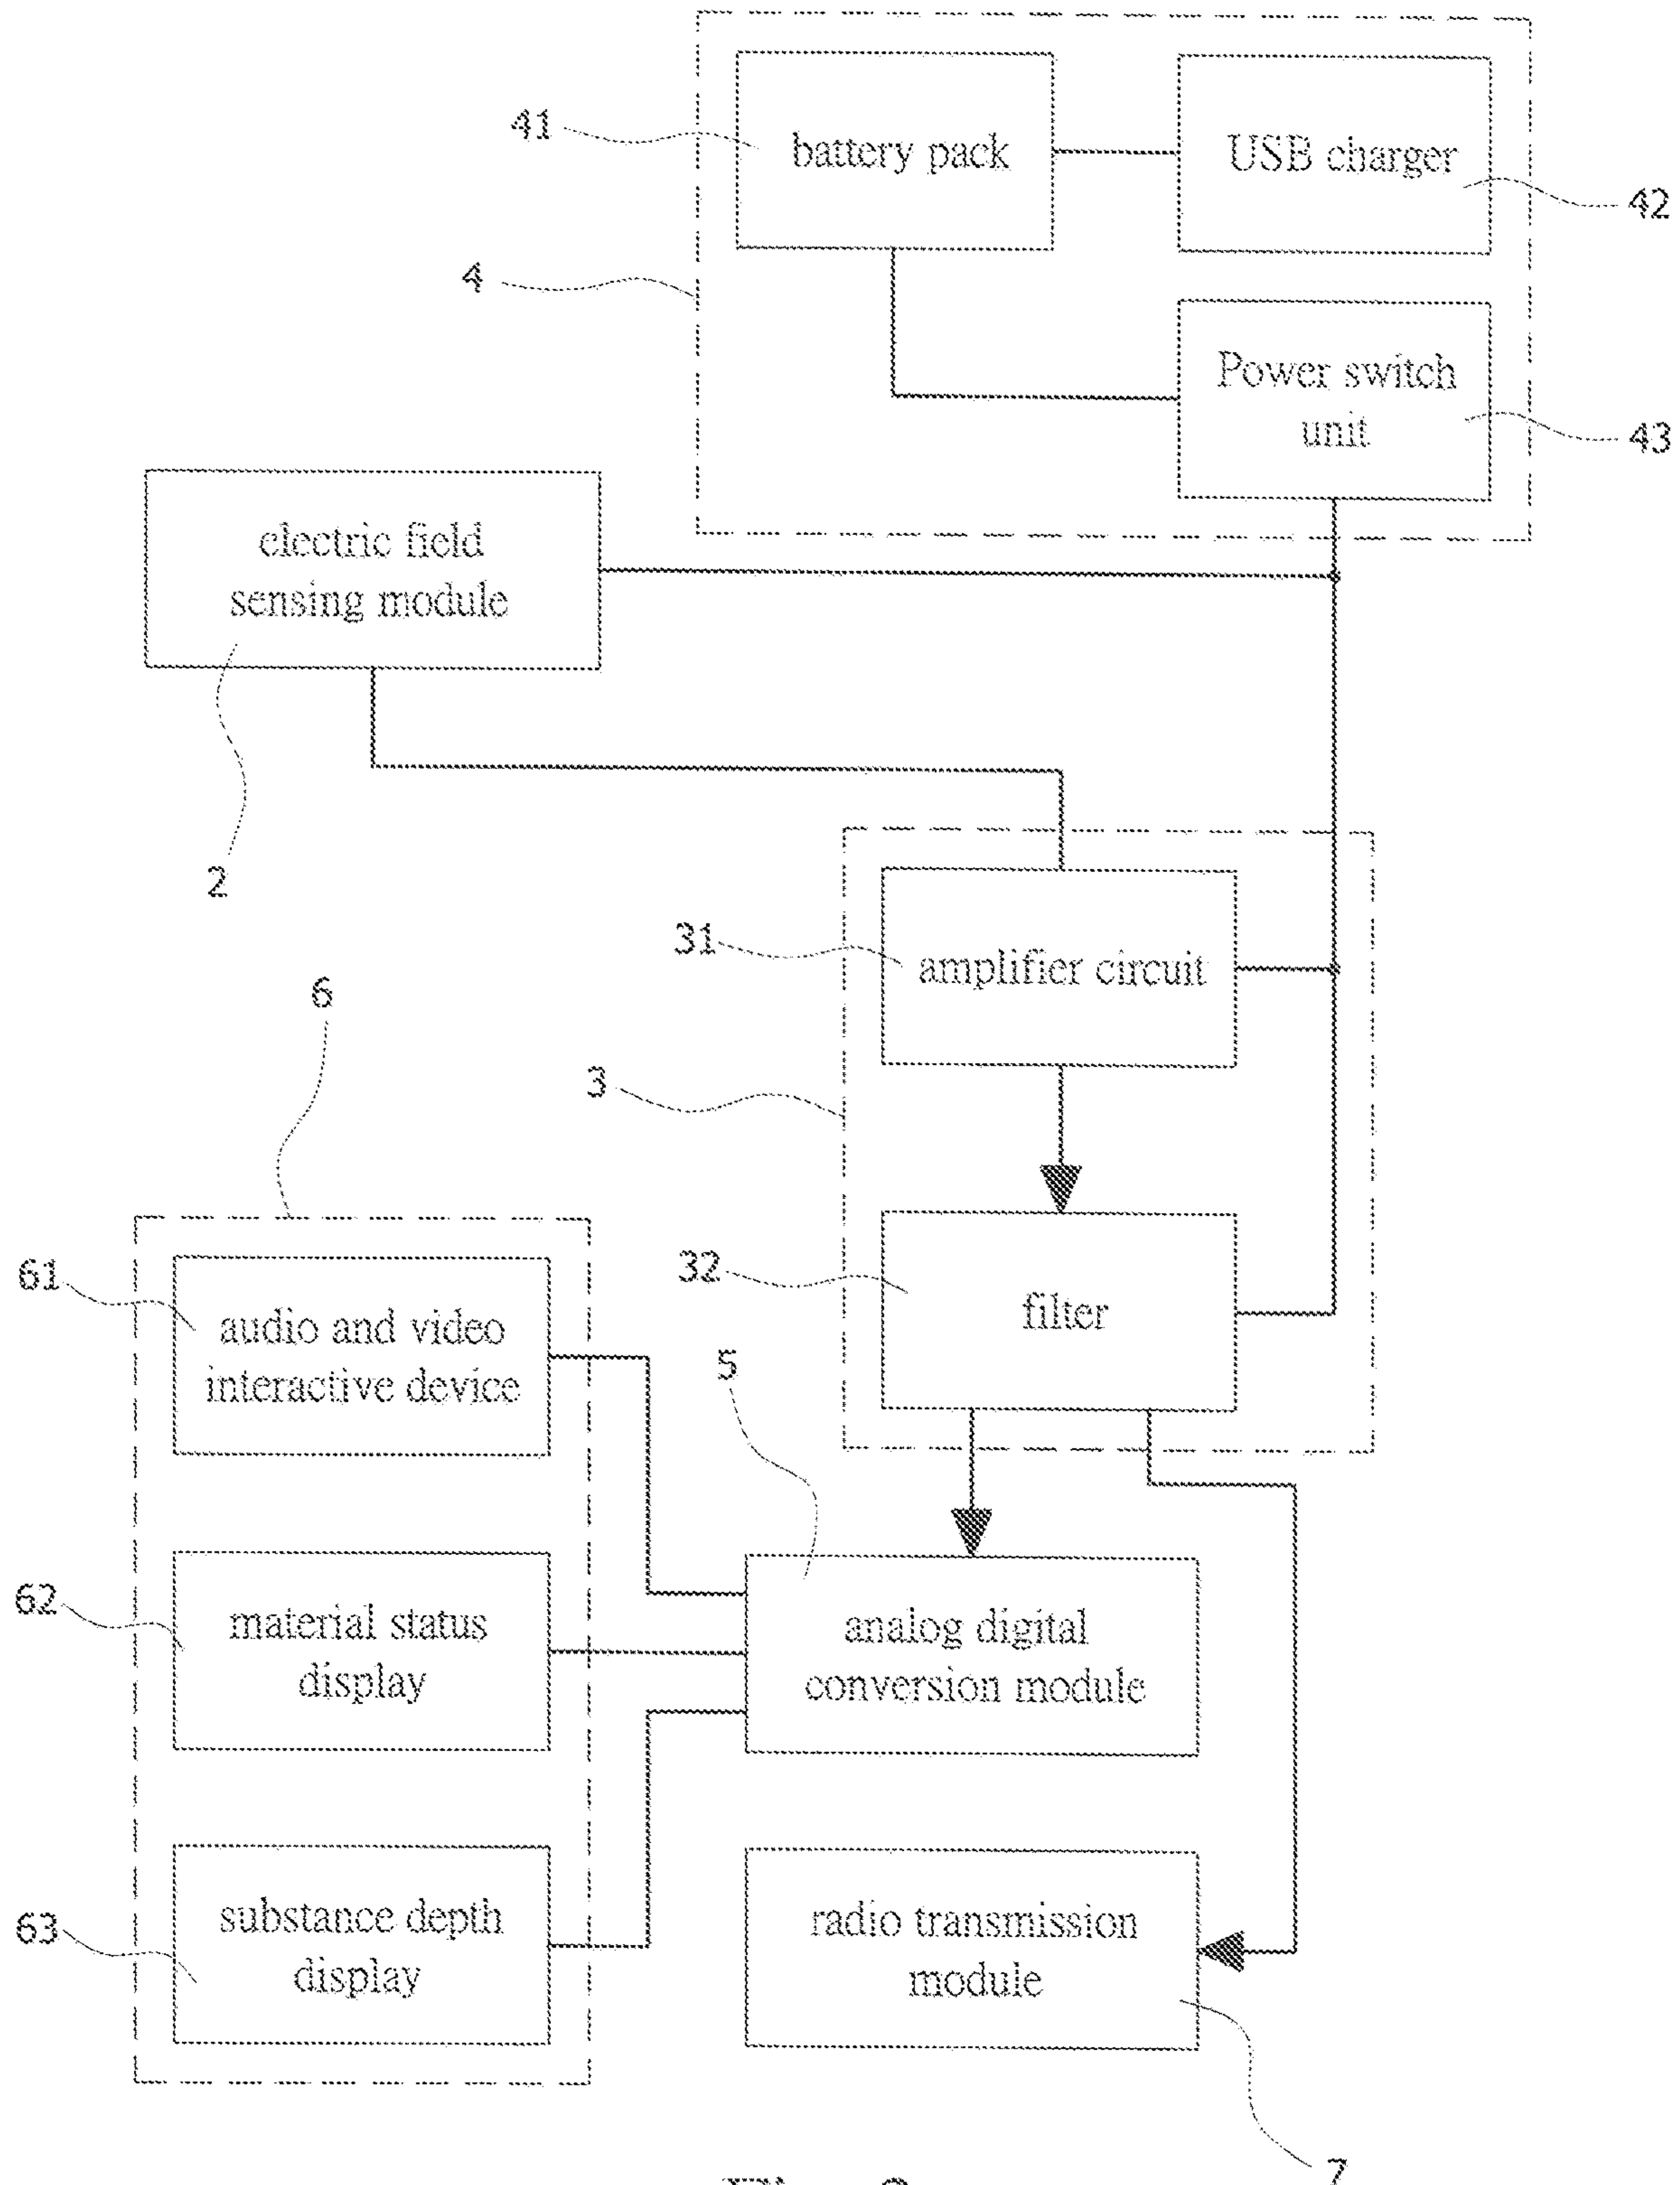 41
battery pack
USB charger
42
4
Power switch
unit
43
electric field
sensing module
2
31
amplifier circuit
6
3
61
audio and video
interactive device
32
filter
5
62
material status
display
analog digital
conversion module
63
substance depth
display
radio transmission
module
7